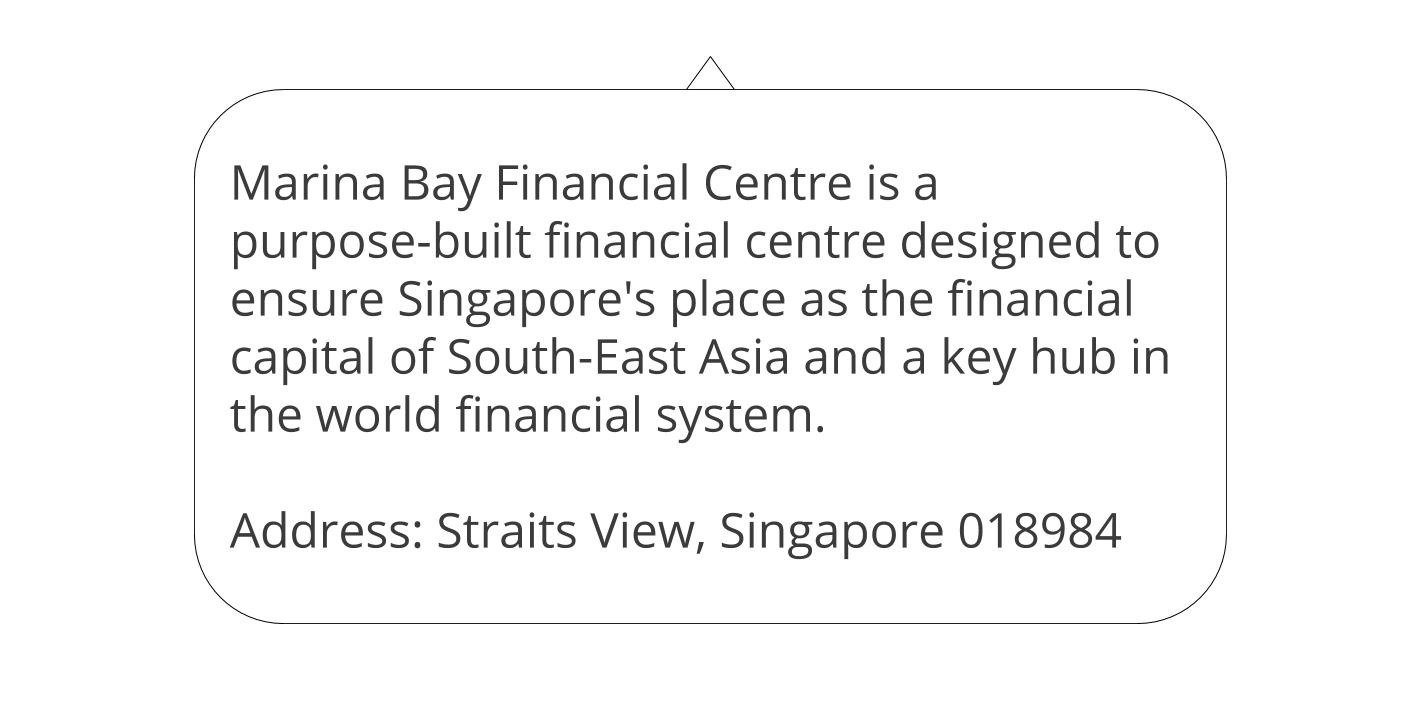 Marina Bay Financial Centre is a
purpose-built financial centre designed to
ensure Singapore's place as the financial
capital of South-East Asia and a key hub in
the world financial system.
Address: Straits View, Singapore 018984